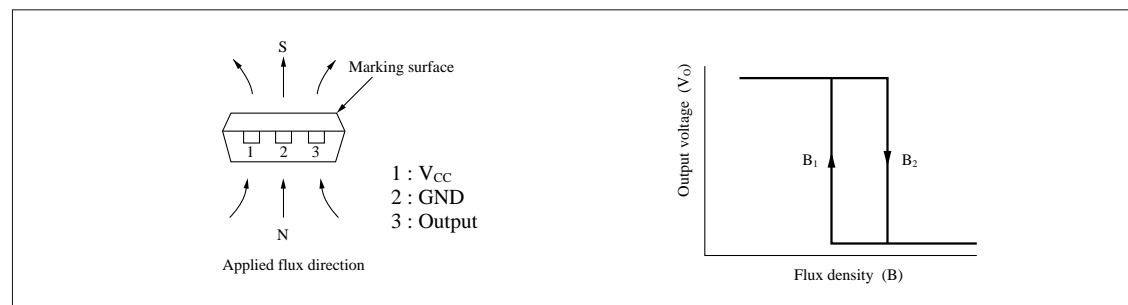 S
Marking surface
1 2 3
1 : VCC
2 : GND
3 : Output
N
Applied flux direction
Output voltage (VO)
B1
B2
Flux density (B)